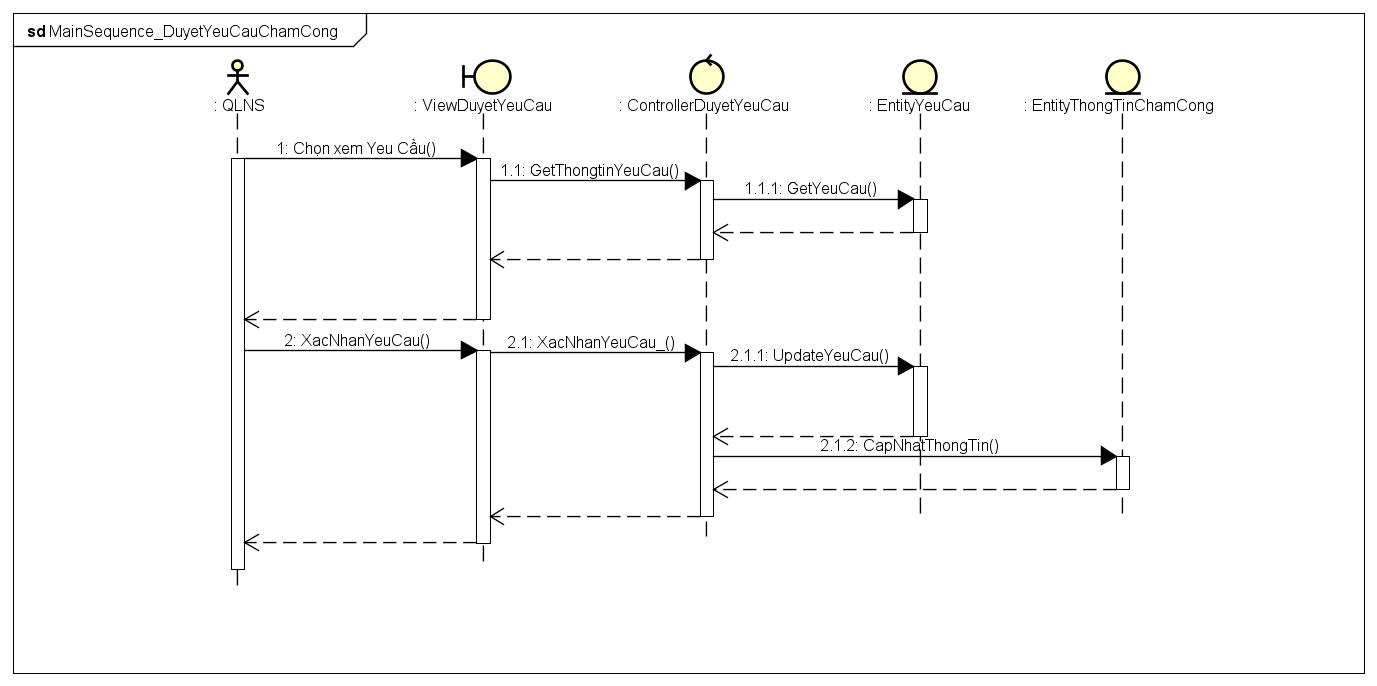 sd MainSequence_DuyetYeuCauChamCong
: QLNS
: ViewDuyetYeuCau
: ControllerDuyetYeuCau
: EntityYeuCau
: EntityThongTinChamCong
1: Chọn xem Yeu Cầu()
1.1: GetThongtinYeuCau()
1.1.1: GetYeuCau()
2: XacNhanYeuCau()
2.1: XacNhanYeuCau_()
2.1.1: UpdateYeuCau()
2.1.2: CapNhatThongTin()